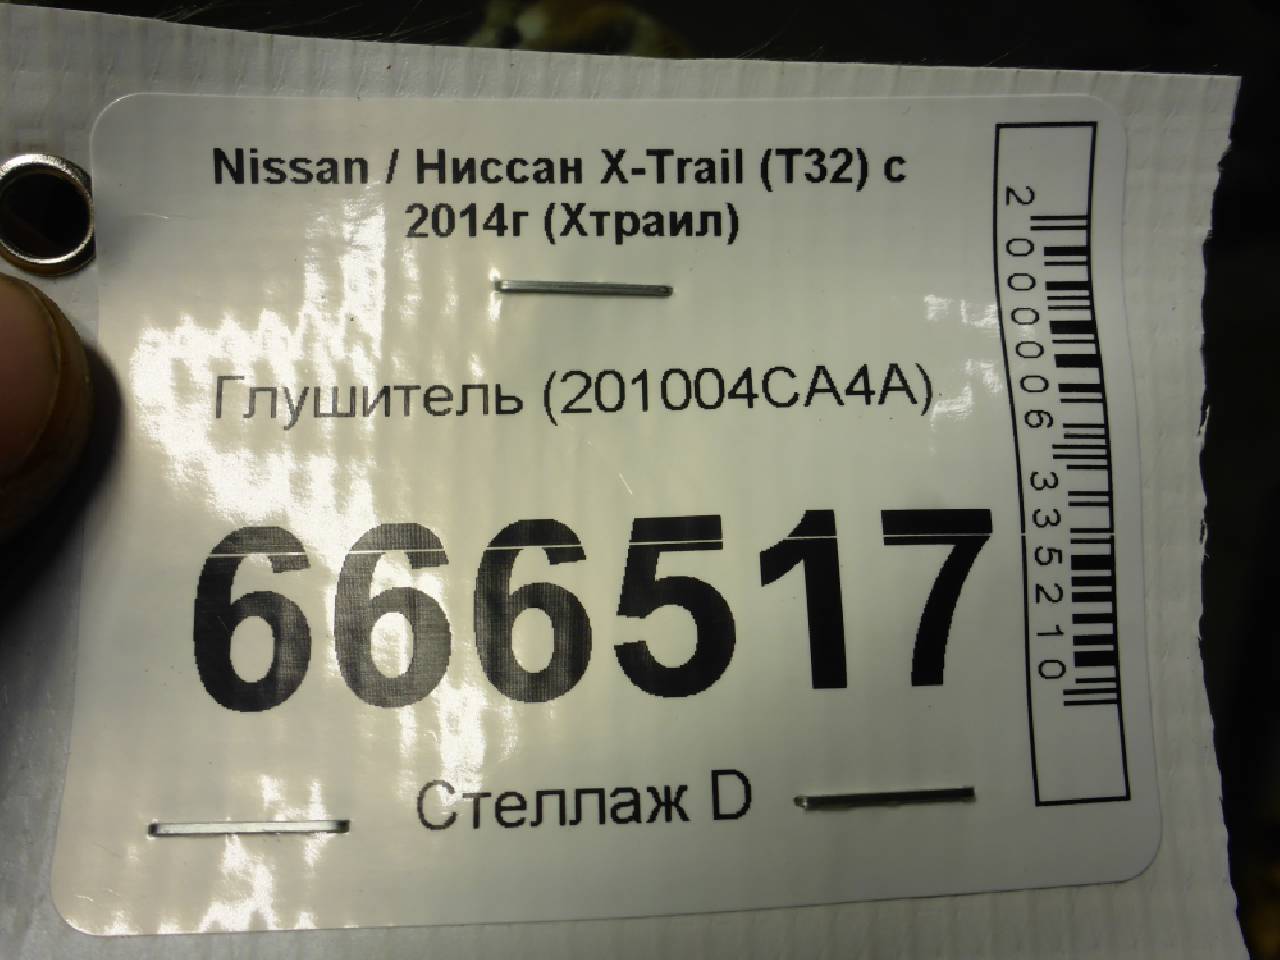 Nissan / Ниссан X-Trail (T32) с
2014г (Хтраил)
Глушитель (201004CA4A)
666517
Стеллаж D
2000006335210